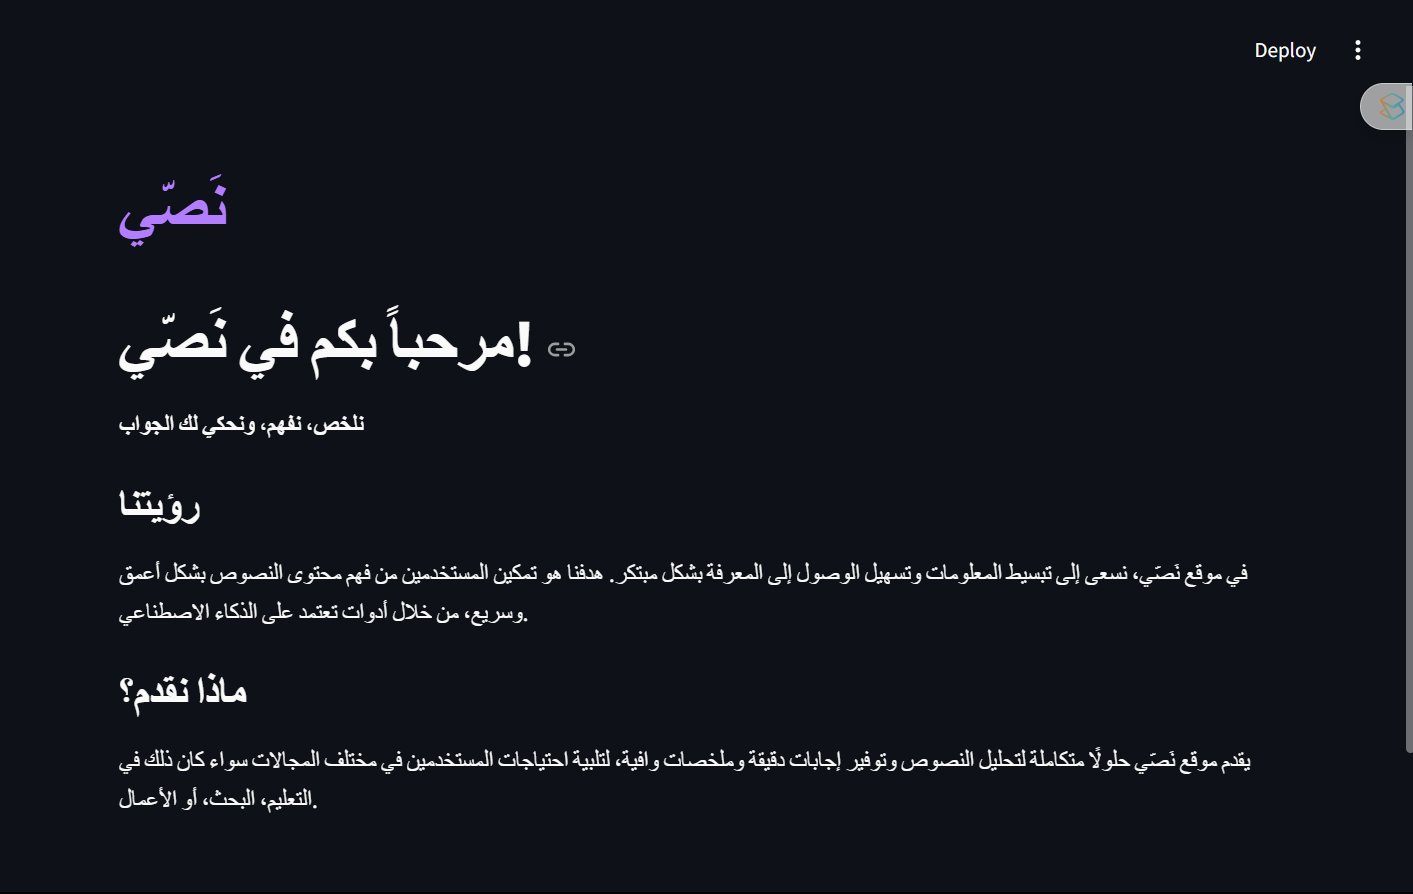 Deploy
نَصّي
مرحباً بكم في نَصّي!
نلخص، نفهم، ونحكي لك الجواب
رؤيتنا
في موقع نَصّي، نسعى إلى تبسيط المعلومات وتسهيل الوصول إلى المعرفة بشكل مبتكر. هدفنا هو تمكين المستخدمين من فهم محتوى النصوص بشكل أعمق
وسريع، من خلال أدوات تعتمد على الذكاء الاصطناعي.
ماذا نقدم؟
يقدم موقع نَصّي حلولًا متكاملة لتحليل النصوص وتوفير إجابات دقيقة وملخصات وافية، لتلبية احتياجات المستخدمين في مختلف المجالات سواء كان ذلك في
التعليم، البحث، أو الأعمال.